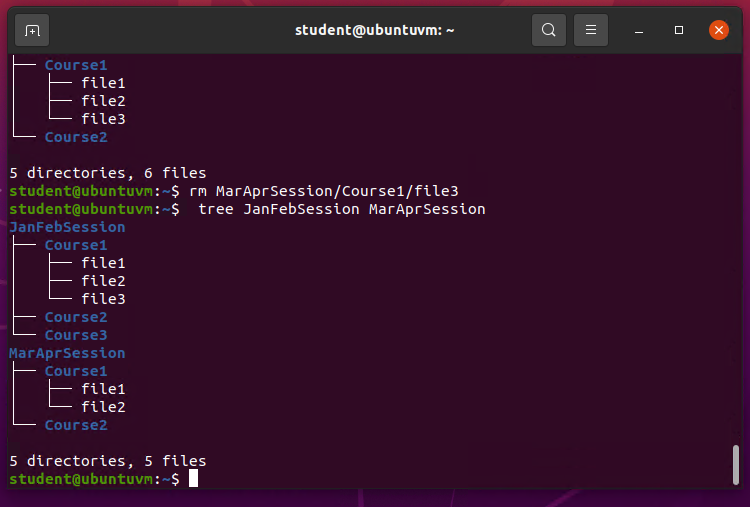 student@ubuntuvm: ~
├── Course1
│   ├── file1
│   ├── file2
│   └── file3
└── Course2
5 directories, 6 files
student@ubuntuvm:~$ rm MarAprSession/Course1/file3
student@ubuntuvm:~$  tree JanFebSession MarAprSession
JanFebSession
├── Course1
│   ├── file1
│   ├── file2
│   └── file3
├── Course2
└── Course3
MarAprSession
├── Course1
│   ├── file1
│   └── file2
└── Course2
5 directories, 5 files
student@ubuntuvm:~$